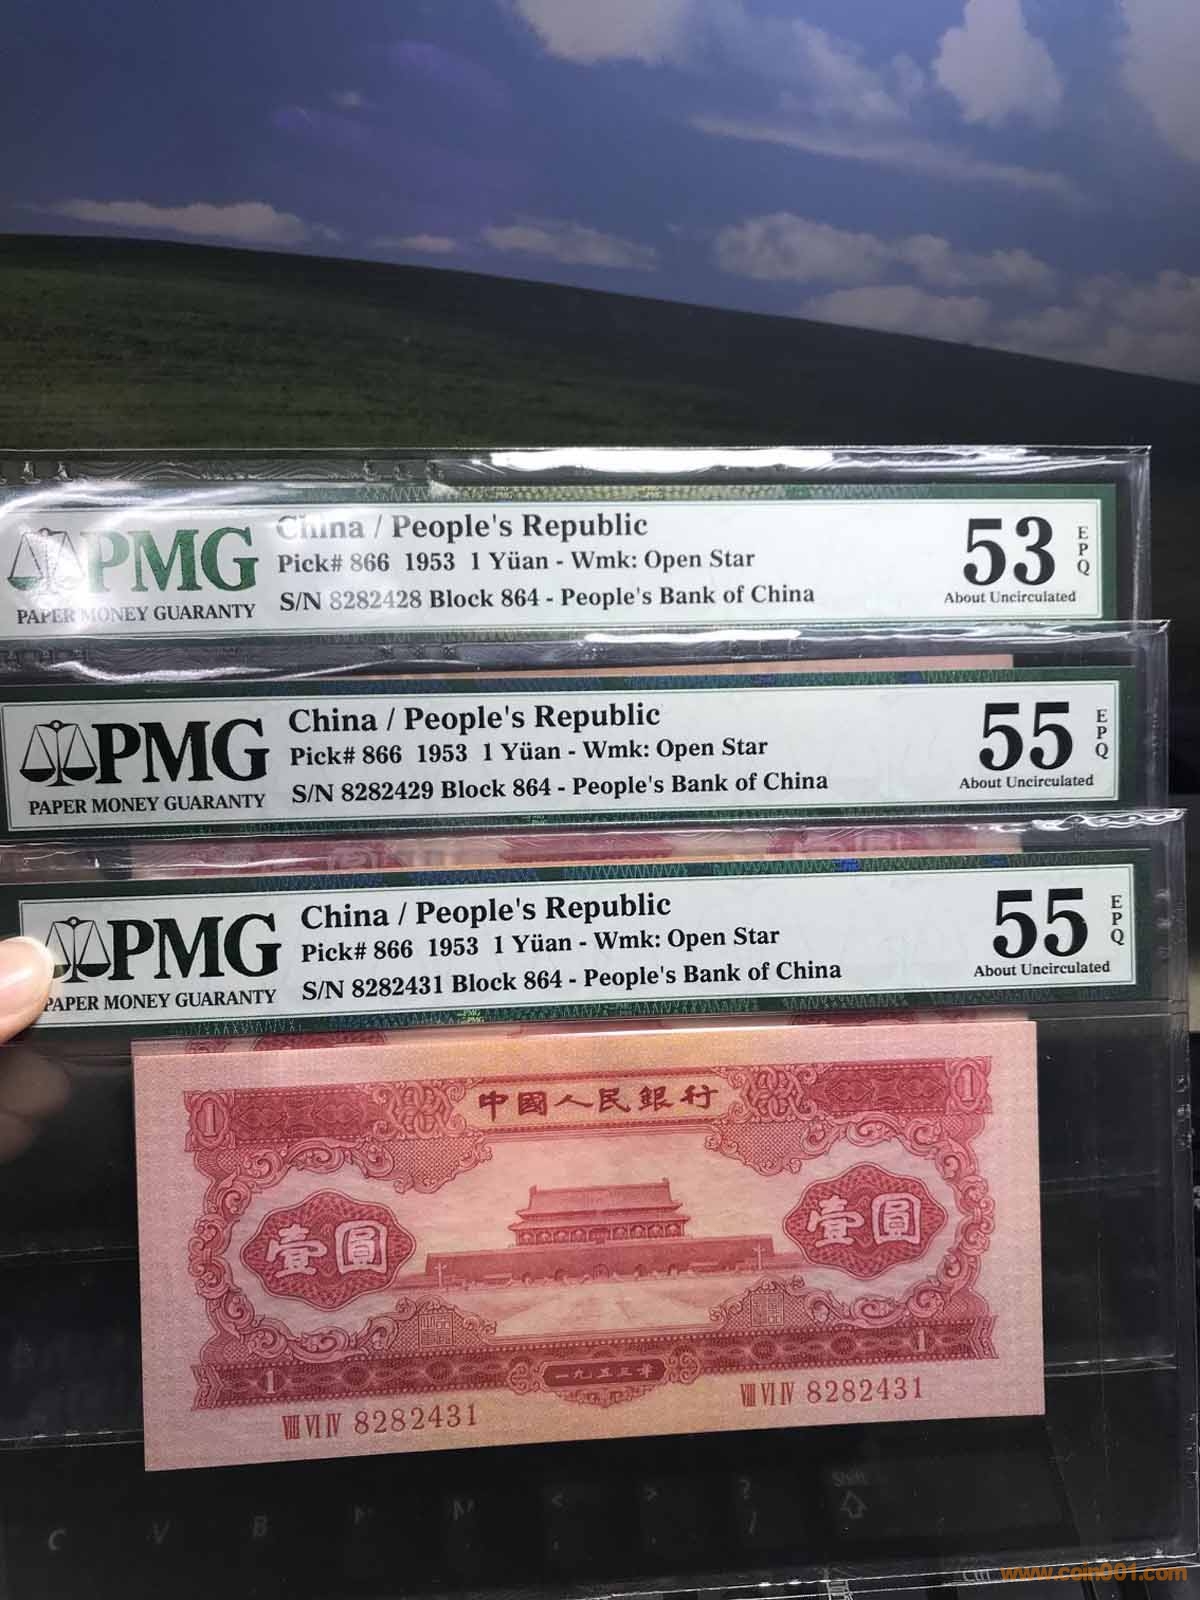 China / People's Republic
Pick# 866 1953 1 Yüan - Wmk: Open Star
S/N 8282428 Block 864 - People's Bank of China
PMG
PAPER MONEY GUARANTY
53
EPQ
About Uncirculated
China / People's Republic
Pick# 866 1953 1 Yüan - Wmk: Open Star
S/N 8282429 Block 864 - People's Bank of China
PMG
PAPER MONEY GUARANTY
55
EPQ
About Uncirculated
China / People's Republic
Pick# 866 1953 1 Yüan - Wmk: Open Star
S/N 8282431 Block 864 - People's Bank of China
PMG
PAPER MONEY GUARANTY
55
EPQ
About Uncirculated
1 中國人民銀行 1
壹圓 壹圓
1 一九五三年 1
VIII VI IV 8282431 VIII VI IV 8282431
C V B
Shift
www.coin001.com